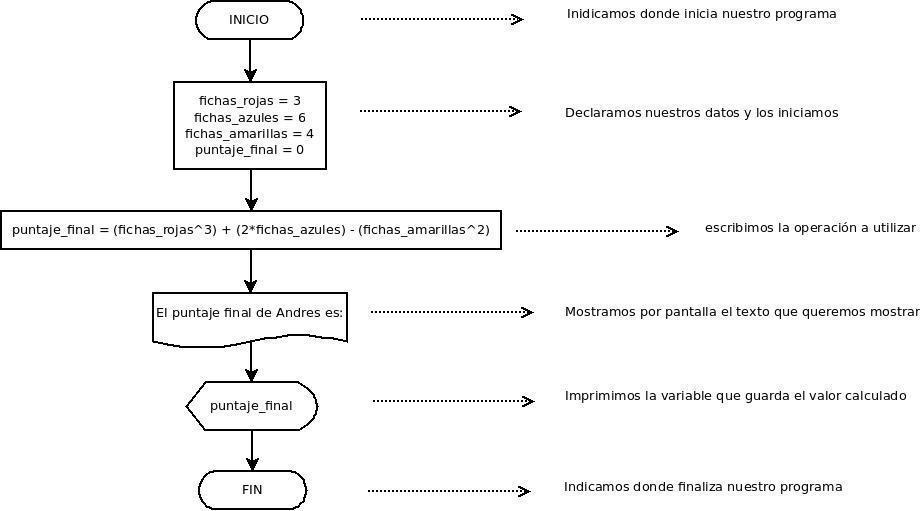 INICIO
Inidicamos donde inicia nuestro programa
fichas_rojas = 3
fichas_azules = 6
fichas_amarillas = 4
puntaje_final = 0
Declaramos nuestros datos y los iniciamos
puntaje_final = (fichas_rojas^3) + (2*fichas_azules) - (fichas_amarillas^2)
escribimos la operación a utilizar
El puntaje final de Andres es:
Mostramos por pantalla el texto que queremos mostrar
puntaje_final
Imprimimos la variable que guarda el valor calculado
FIN
Indicamos donde finaliza nuestro programa